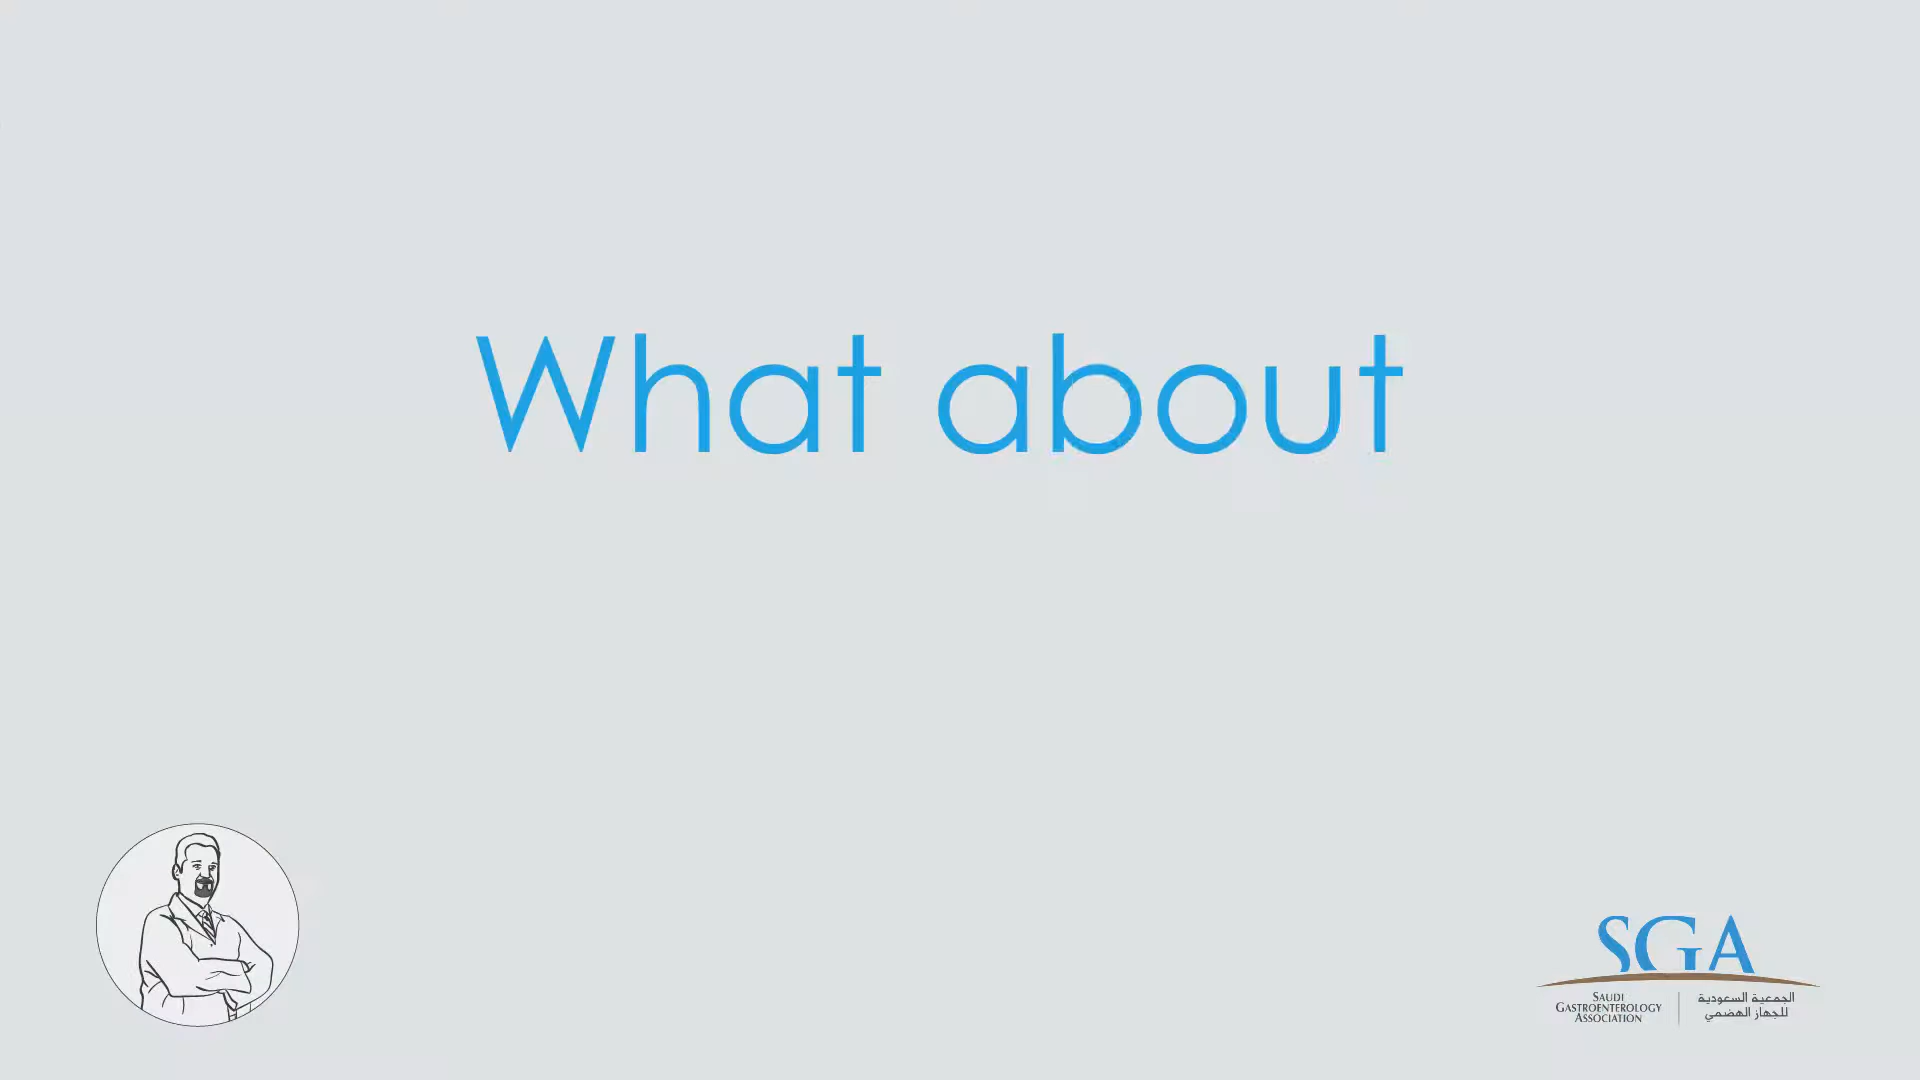 What about
SGA
SAUDI
GASTROENTEROLOGY
ASSOCIATION
الجمعية السعودية
للجهاز الهضمي